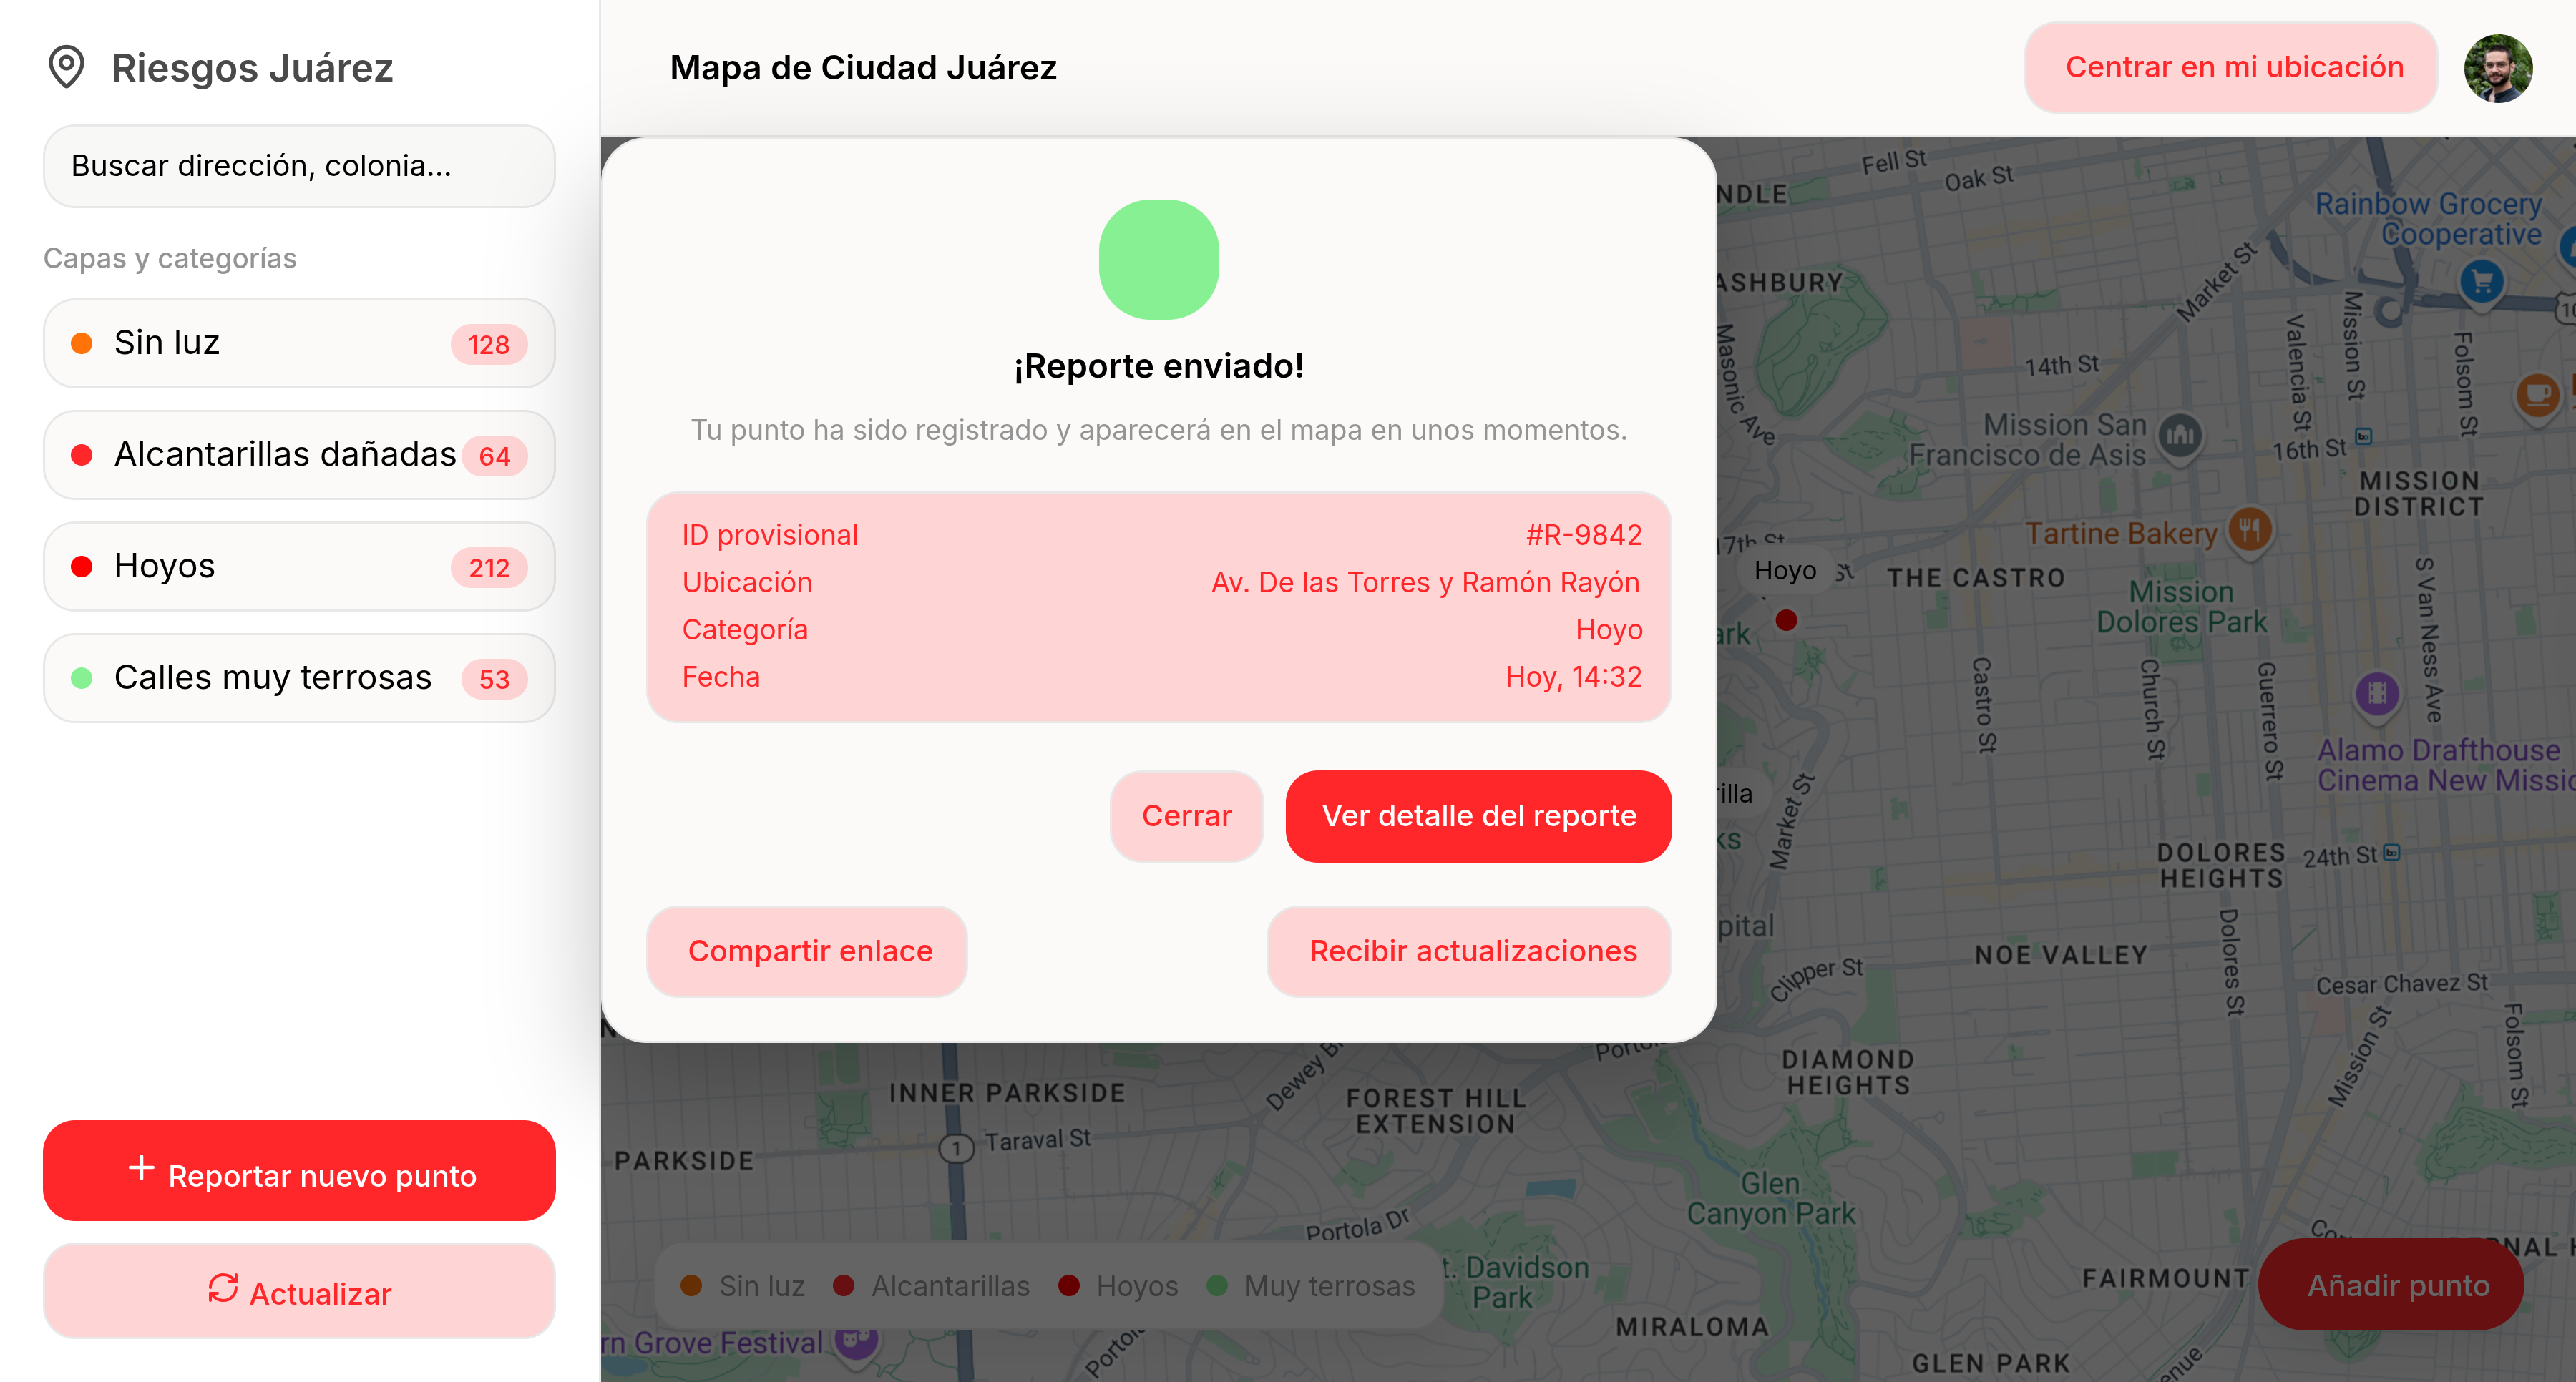 Riesgos Juárez
Buscar dirección, colonia...
Capas y categorías
Sin luz
128
Alcantarillas dañadas
64
Hoyos
212
Calles muy terrosas
53
+ Reportar nuevo punto
Actualizar
Mapa de Ciudad Juárez
Centrar en mi ubicación
¡Reporte enviado!
Tu punto ha sido registrado y aparecerá en el mapa en unos momentos.
ID provisional
#R-9842
Ubicación
Av. De las Torres y Ramón Rayón
Categoría
Hoyo
Fecha
Hoy, 14:32
Cerrar
Ver detalle del reporte
Compartir enlace
Recibir actualizaciones
NDLE
Fell St
Oak St
Rainbow Grocery
Cooperative
ASHBURY
Market St
Masonic Ave
14th St
Valencia St
Mission St
Folsom St
Mission San
Francisco de Asis
16th St
MISSION
DISTRICT
Tartine Bakery
17th St
Hoyo
THE CASTRO
Mission
Dolores Park
ark
S Van Ness Ave
Castro St
Church St
Guerrero St
Alamo Drafthouse
Cinema New Missio
rilla
Market St
ks
DOLORES
HEIGHTS
24th St
pital
NOE VALLEY
Dolores St
Clipper St
Cesar Chavez St
Folsom St
Mission St
Portola
DIAMOND
HEIGHTS
Dewey Bl
INNER PARKSIDE
FOREST HILL
EXTENSION
1
Taraval St
PARKSIDE
Glen
Canyon Park
Portola Dr
Sin luz
Alcantarillas
Hoyos
Muy terrosas
t. Davidson
Park
FAIRMOUNT
RNAL H
Añadir punto
MIRALOMA
rn Grove Festival
Portol
GLEN PARK
enue